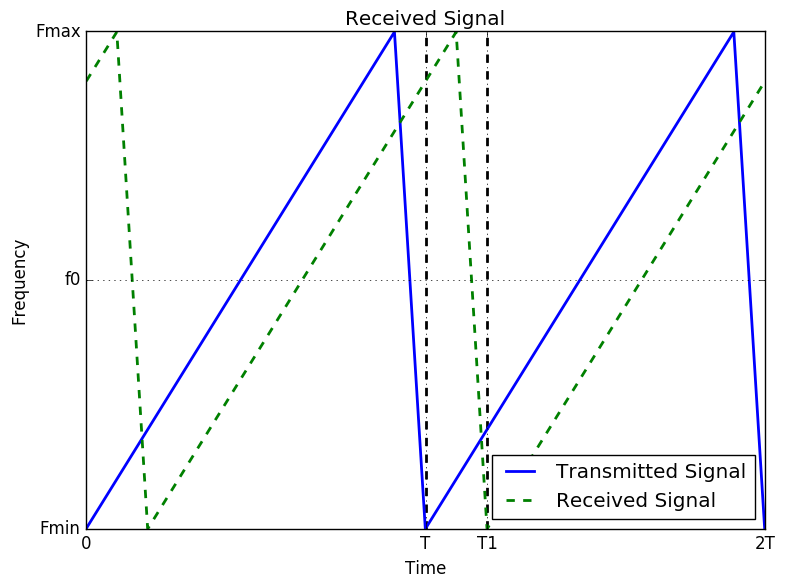 Received Signal
Fmax
Frequency
f0
Fmin
Transmitted Signal
Received Signal
0 T T1 2T
Time